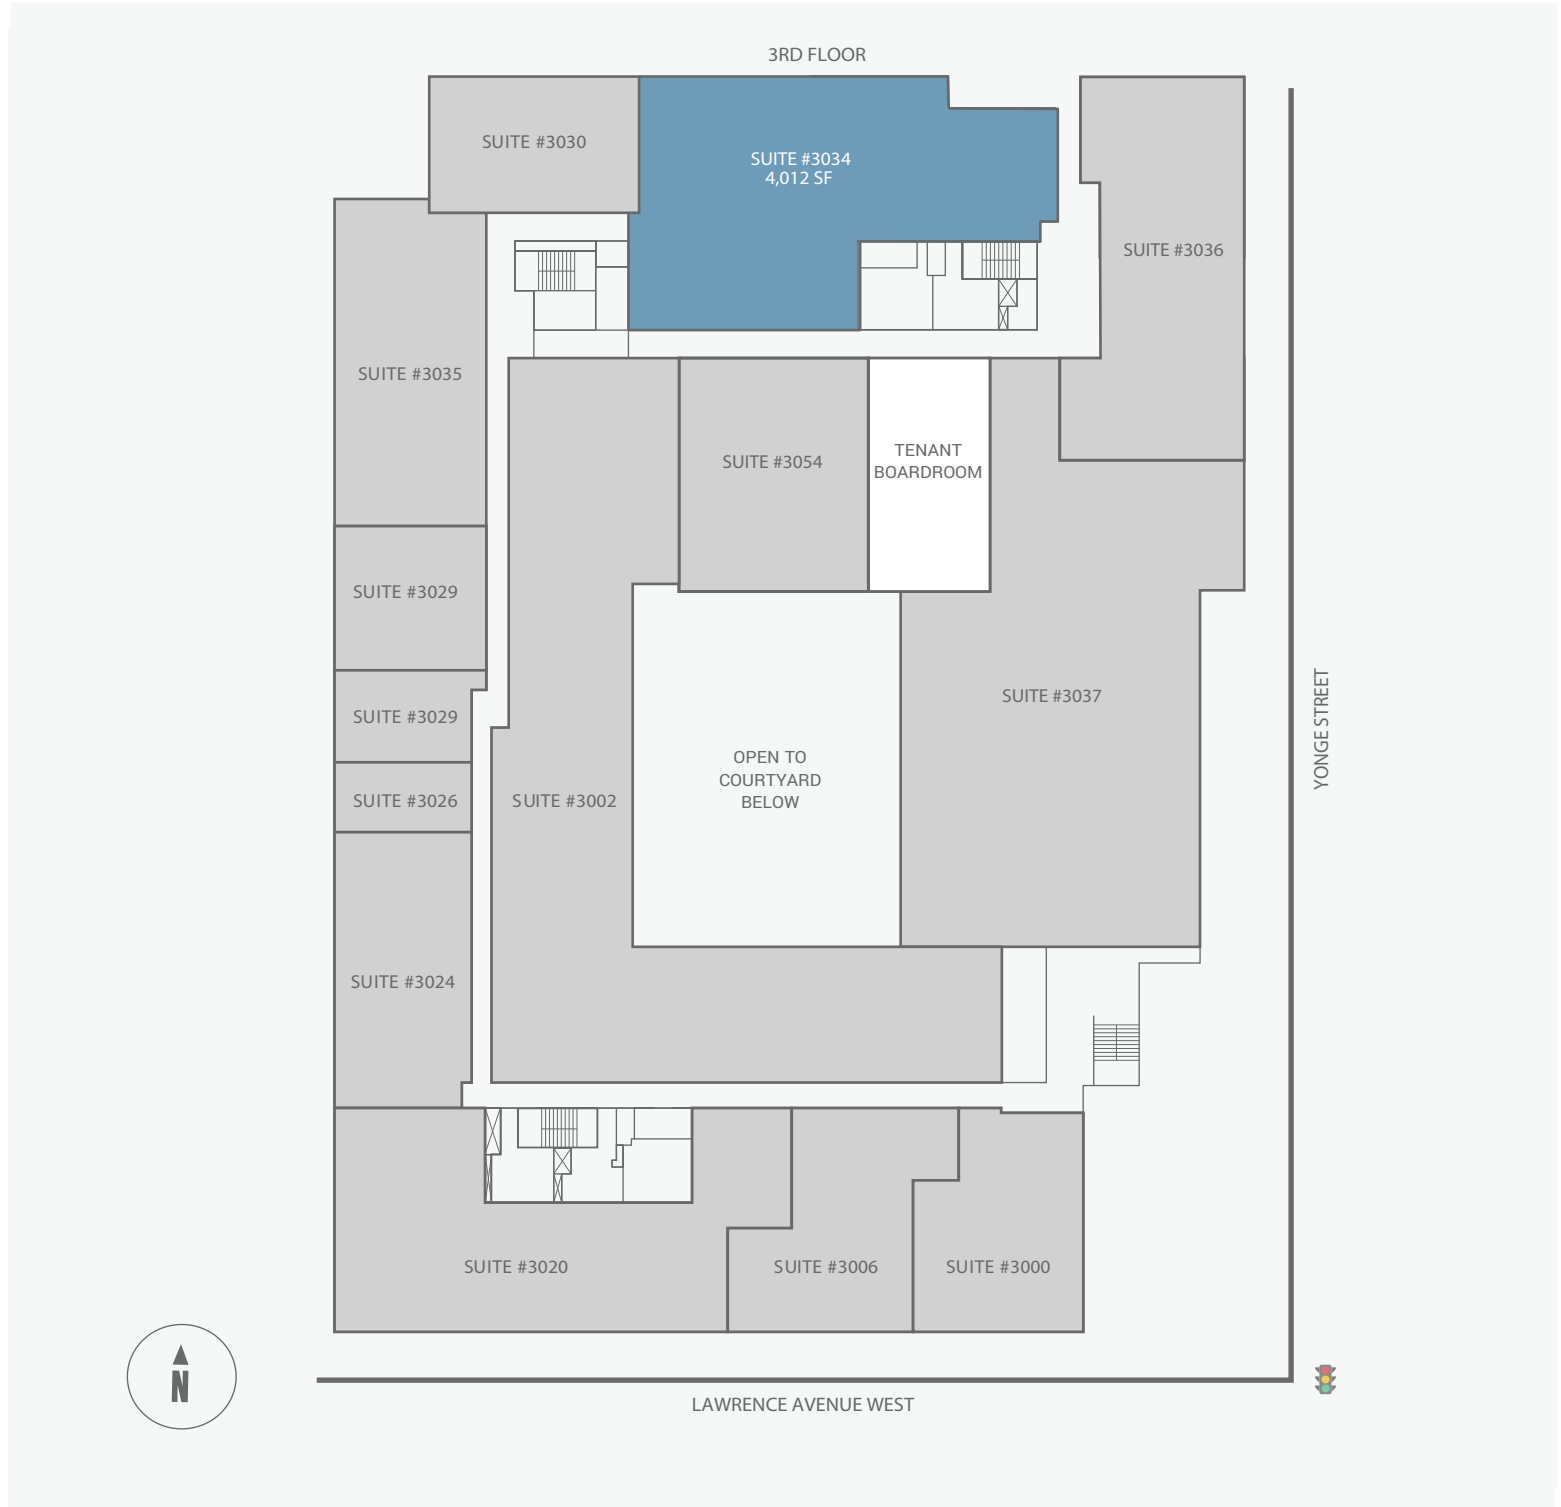 3RD FLOOR
SUITE #3030
SUITE #3034
4,012 SF
SUITE #3036
SUITE #3035
SUITE #3054
TENANT
BOARDROOM
SUITE #3029
SUITE #3037
SUITE #3029
OPEN TO
COURTYARD
BELOW
SUITE #3026
SUITE #3002
YONGE STREET
SUITE #3024
SUITE #3020
SUITE #3006
SUITE #3000
N
LAWRENCE AVENUE WEST